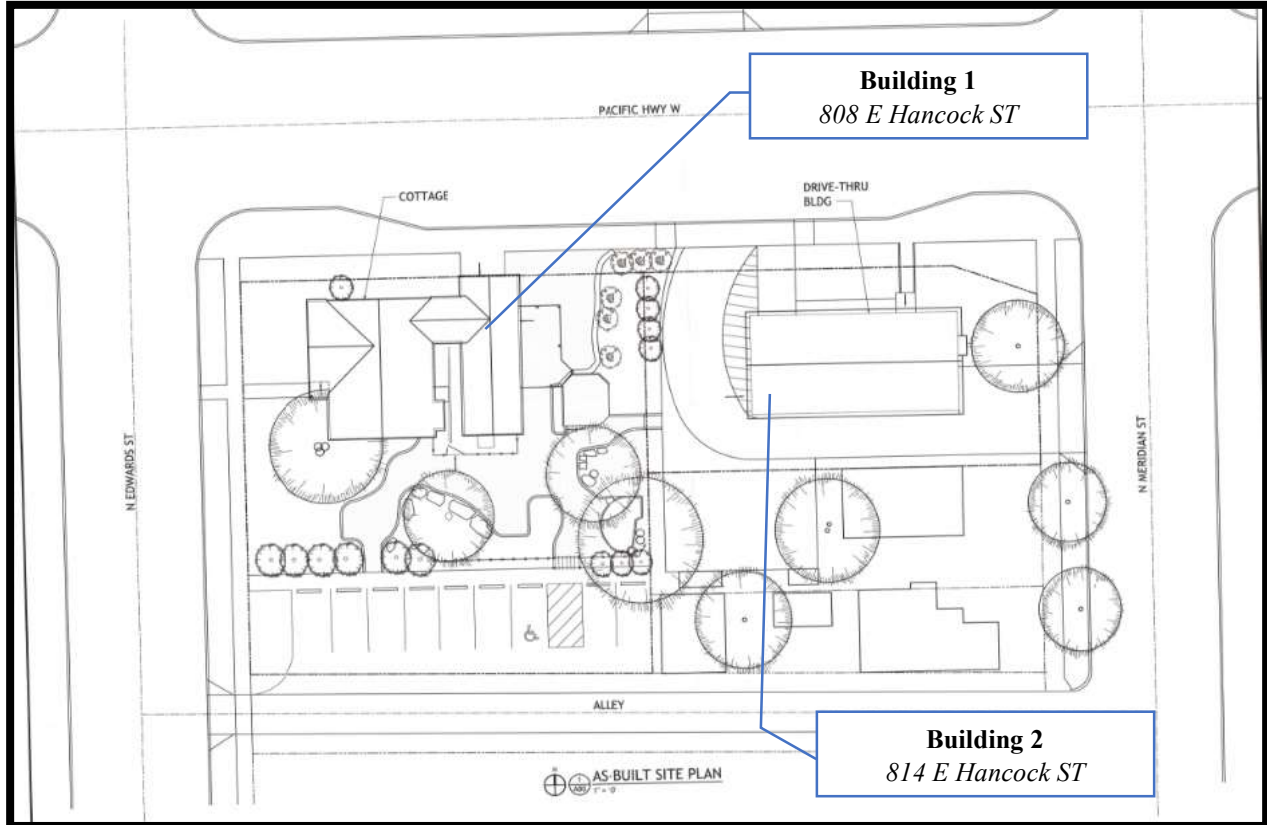 Building 1
808 E Hancock ST
PACIFIC HWY W
COTTAGE
DRIVE-THRU
BLDG
N EDWARDS ST
N MERIDIAN ST
ALLEY
Building 2
814 E Hancock ST
AS-BUILT SITE PLAN